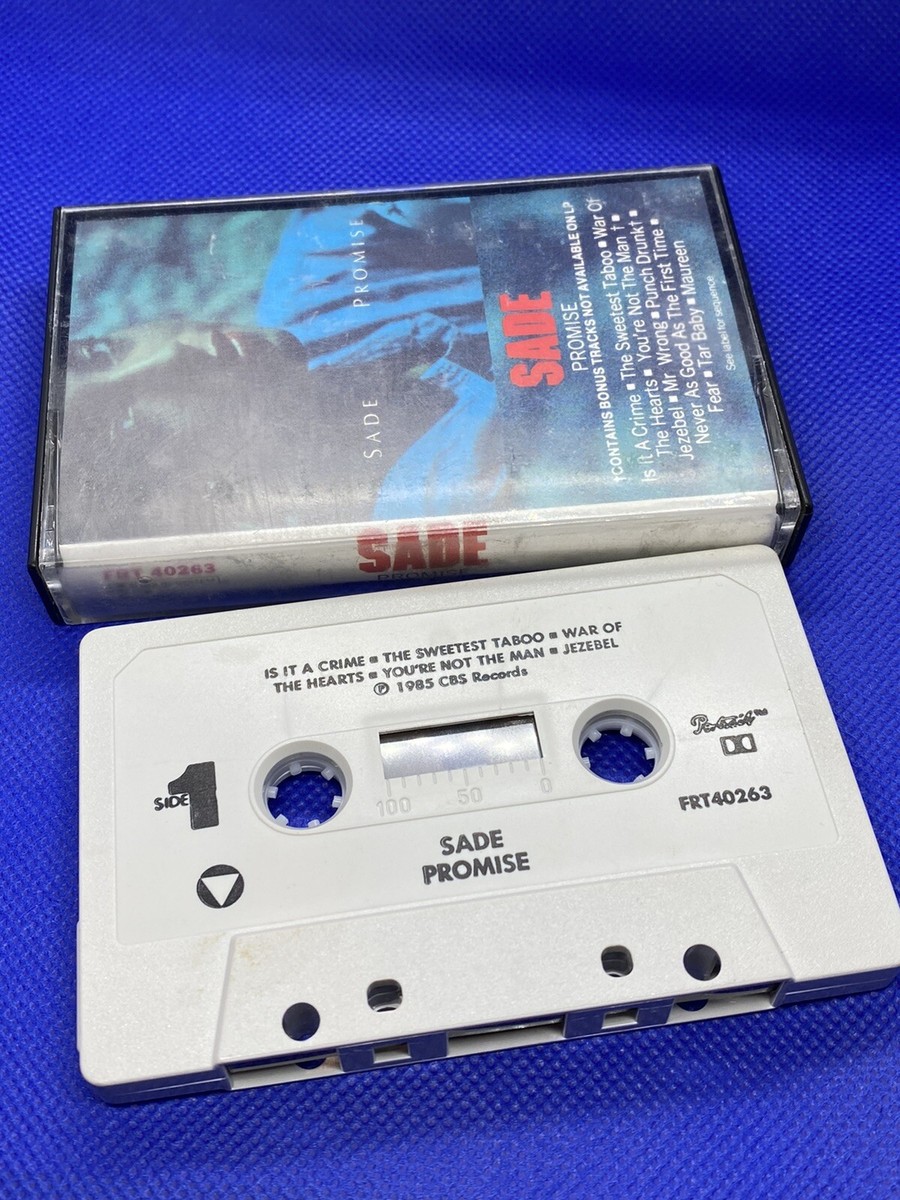 SADE PROMISE
SADE
PROMISE
†CONTAINS BONUS TRACKS NOT AVAILABLE ON LP
Is It A Crime ▪ The Sweetest Taboo ▪ War Of
The Hearts ▪ You're Not The Man † ▪
Jezebel ▪ Mr. Wrong ▪ Punch Drunk† ▪
Never As Good As The First Time ▪
Fear ▪ Tar Baby ▪ Maureen
See label for sequence
FRT 40263
SADE
PROMISE
IS IT A CRIME ▪ THE SWEETEST TABOO ▪ WAR OF
THE HEARTS ▪ YOU'RE NOT THE MAN ▪ JEZEBEL
℗ 1985 CBS Records
Portrait™
SIDE 1
100 50 0
FRT40263
SADE
PROMISE